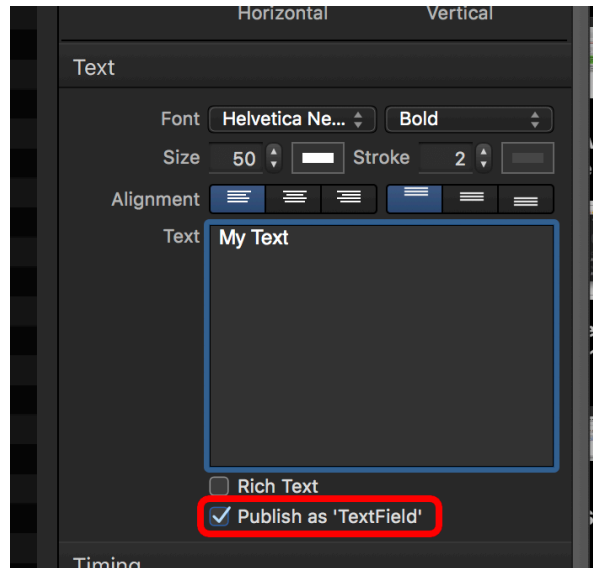 Horizontal Vertical
Text
Font Helvetica Ne... Bold
Size 50 Stroke 2
Alignment
Text My Text
Rich Text
Publish as 'TextField'
Timing